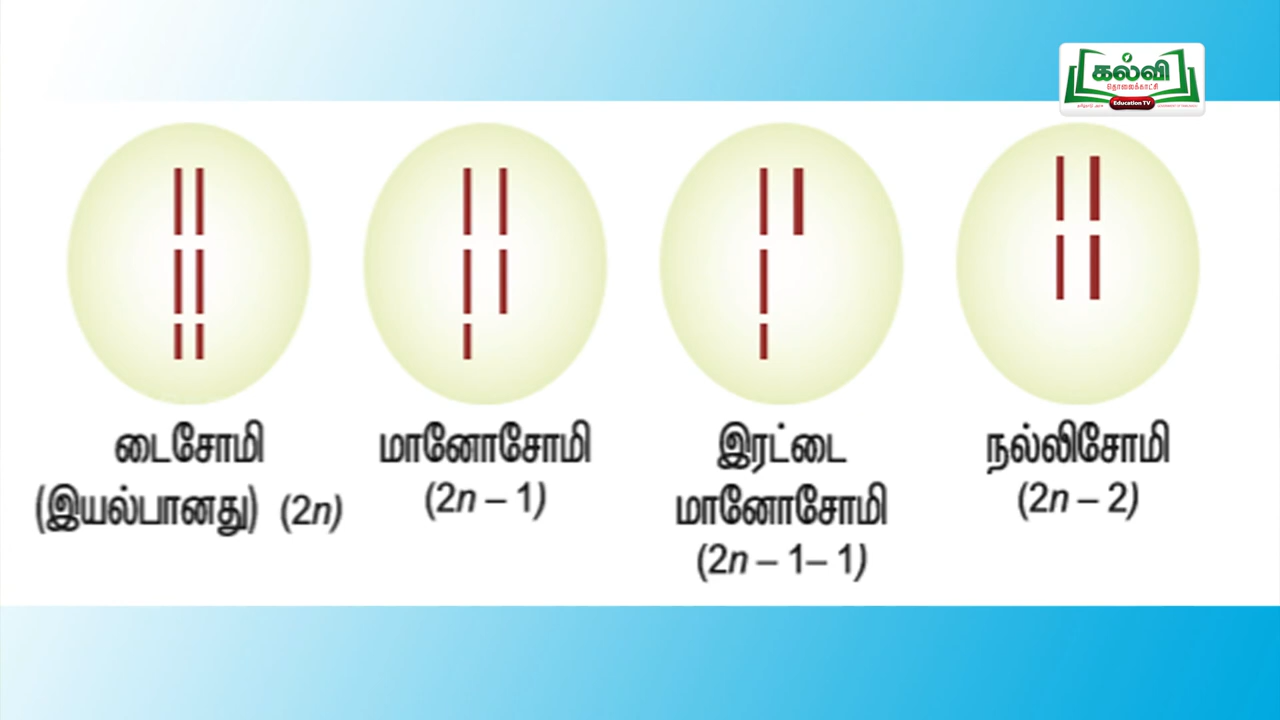 கல்வி
தொலைக்காட்சி
Education TV
டைசோமி
(இயல்பானது) (2n)
மானோசோமி
(2n – 1)
இரட்டை
மானோசோமி
(2n – 1– 1)
நல்லிசோமி
(2n – 2)